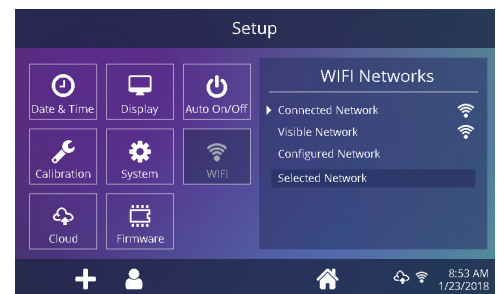 Setup
Date & Time
Display
Auto On/Off
Calibration
System
WIFI
Cloud
Firmware
WIFI Networks
Connected Network
Visible Network
Configured Network
Selected Network
8:53 AM
1/23/2018